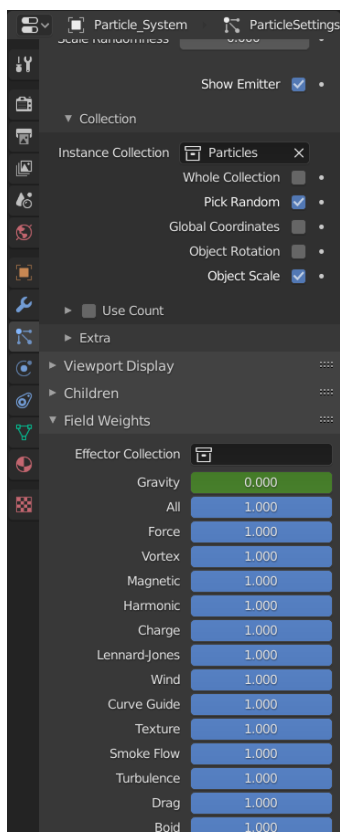 Particle_System ParticleSettings
Scale Randomness 0.000
Show Emitter
Collection
Instance Collection Particles
Whole Collection
Pick Random
Global Coordinates
Object Rotation
Object Scale
Use Count
Extra
Viewport Display
Children
Field Weights
Effector Collection
Gravity 0.000
All 1.000
Force 1.000
Vortex 1.000
Magnetic 1.000
Harmonic 1.000
Charge 1.000
Lennard-Jones 1.000
Wind 1.000
Curve Guide 1.000
Texture 1.000
Smoke Flow 1.000
Turbulence 1.000
Drag 1.000
Boid 1.000